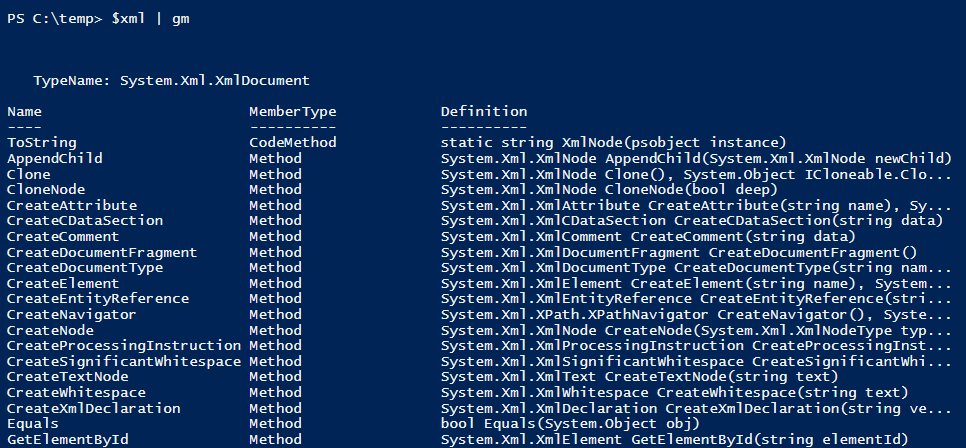 PS C:\temp> $xml | gm
TypeName: System.Xml.XmlDocument
Name MemberType Definition
---- ---------- ----------
ToString CodeMethod static string XmlNode(psobject instance)
AppendChild Method System.Xml.XmlNode AppendChild(System.Xml.XmlNode newChild)
Clone Method System.Xml.XmlNode Clone(), System.Object ICloneable.Clo...
CloneNode Method System.Xml.XmlNode CloneNode(bool deep)
CreateAttribute Method System.Xml.XmlAttribute CreateAttribute(string name), Sy...
CreateCDataSection Method System.Xml.XmlCDataSection CreateCDataSection(string data)
CreateComment Method System.Xml.XmlComment CreateComment(string data)
CreateDocumentFragment Method System.Xml.XmlDocumentFragment CreateDocumentFragment()
CreateDocumentType Method System.Xml.XmlDocumentType CreateDocumentType(string nam...
CreateElement Method System.Xml.XmlElement CreateElement(string name), System...
CreateEntityReference Method System.Xml.XmlEntityReference CreateEntityReference(stri...
CreateNavigator Method System.Xml.XPath.XPathNavigator CreateNavigator(), Syste...
CreateNode Method System.Xml.XmlNode CreateNode(System.Xml.XmlNodeType typ...
CreateProcessingInstruction Method System.Xml.XmlProcessingInstruction CreateProcessingInst...
CreateSignificantWhitespace Method System.Xml.XmlSignificantWhitespace CreateSignificantWhi...
CreateTextNode Method System.Xml.XmlText CreateTextNode(string text)
CreateWhitespace Method System.Xml.XmlWhitespace CreateWhitespace(string text)
CreateXmlDeclaration Method System.Xml.XmlDeclaration CreateXmlDeclaration(string ve...
Equals Method bool Equals(System.Object obj)
GetElementById Method System.Xml.XmlElement GetElementById(string elementId)